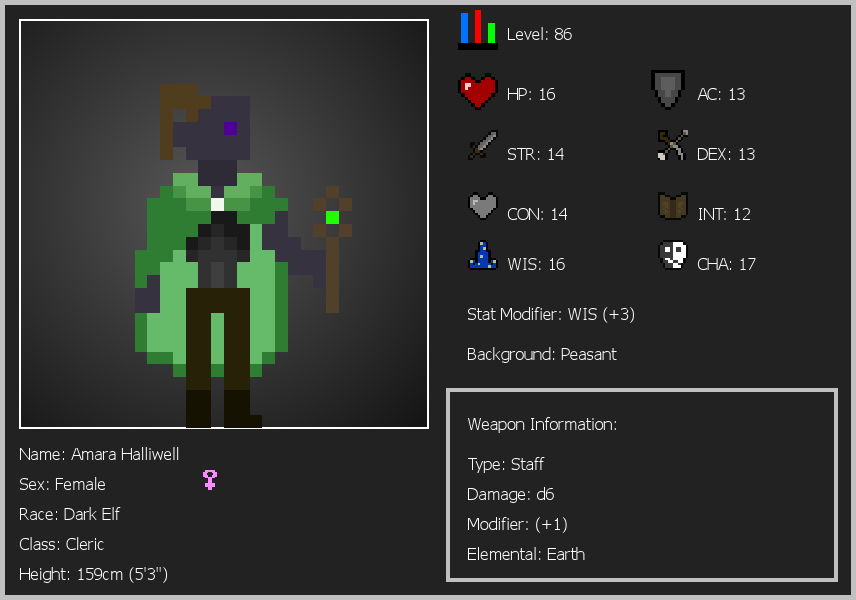 Level: 86
HP: 16
AC: 13
STR: 14
DEX: 13
CON: 14
INT: 12
WIS: 16
CHA: 17
Stat Modifier: WIS (+3)
Background: Peasant
Weapon Information:
Type: Staff
Damage: d6
Modifier: (+1)
Elemental: Earth
Name: Amara Halliwell
Sex: Female
Race: Dark Elf
Class: Cleric
Height: 159cm (5'3")